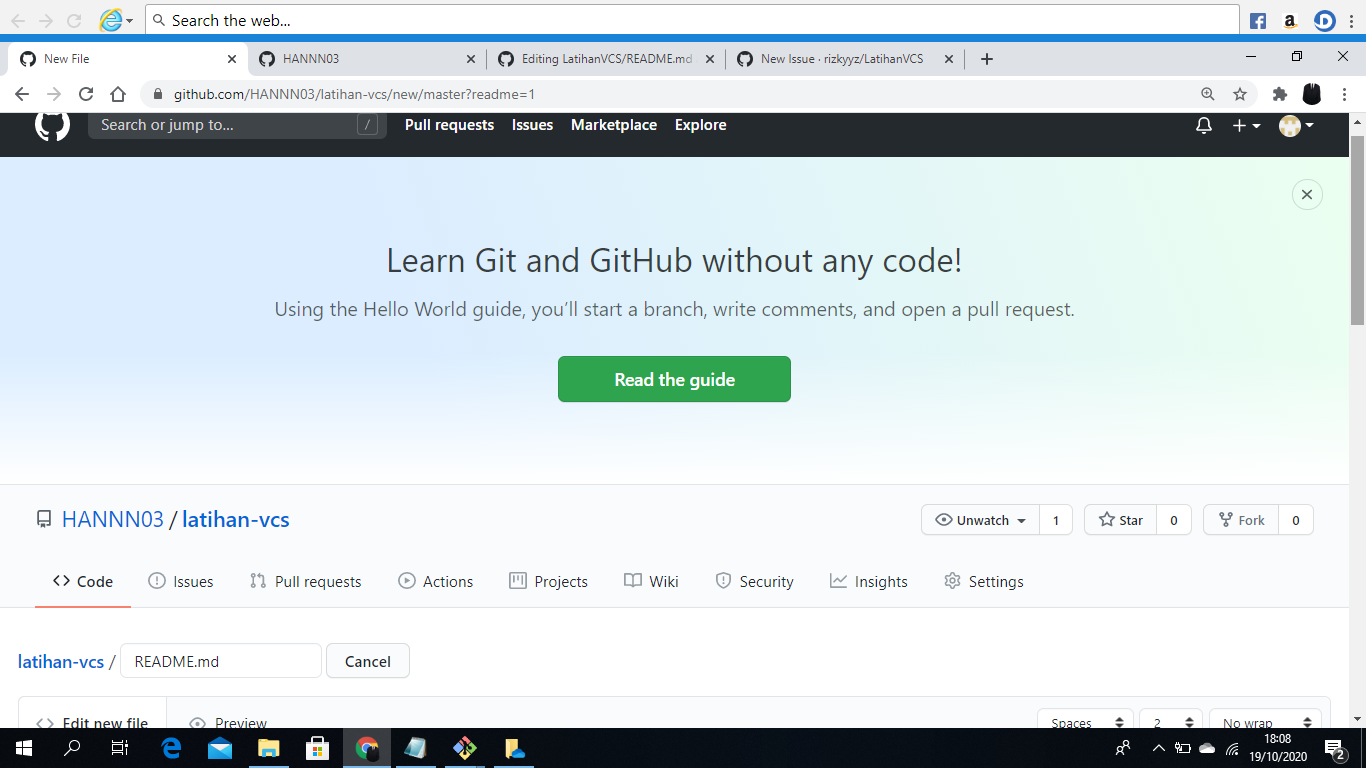 Search the web...
New File
HANNN03
Editing LatihanVCS/README.md
New Issue · rizkyyz/LatihanVCS
github.com/HANNN03/latihan-vcs/new/master?readme=1
Search or jump to... /
Pull requests Issues Marketplace Explore
Learn Git and GitHub without any code!
Using the Hello World guide, you’ll start a branch, write comments, and open a pull request.
Read the guide
HANNN03 / latihan-vcs
Unwatch 1
Star 0
Fork 0
Code Issues Pull requests Actions Projects Wiki Security Insights Settings
latihan-vcs / README.md Cancel
Edit new file Preview Spaces 2 No wrap
18:08
19/10/2020
2